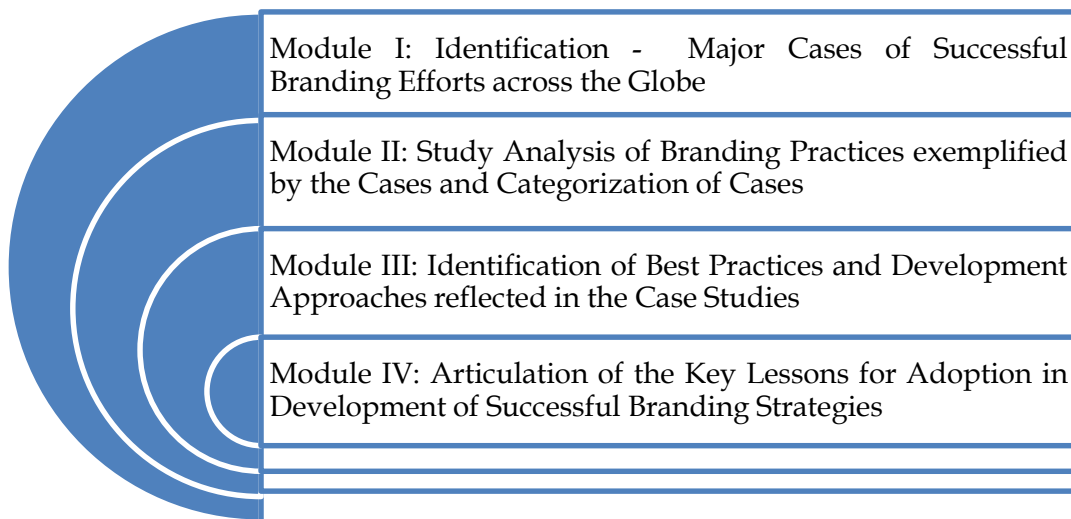 Module I: Identification - Major Cases of Successful
Branding Efforts across the Globe
Module II: Study Analysis of Branding Practices exemplified
by the Cases and Categorization of Cases
Module III: Identification of Best Practices and Development
Approaches reflected in the Case Studies
Module IV: Articulation of the Key Lessons for Adoption in
Development of Successful Branding Strategies